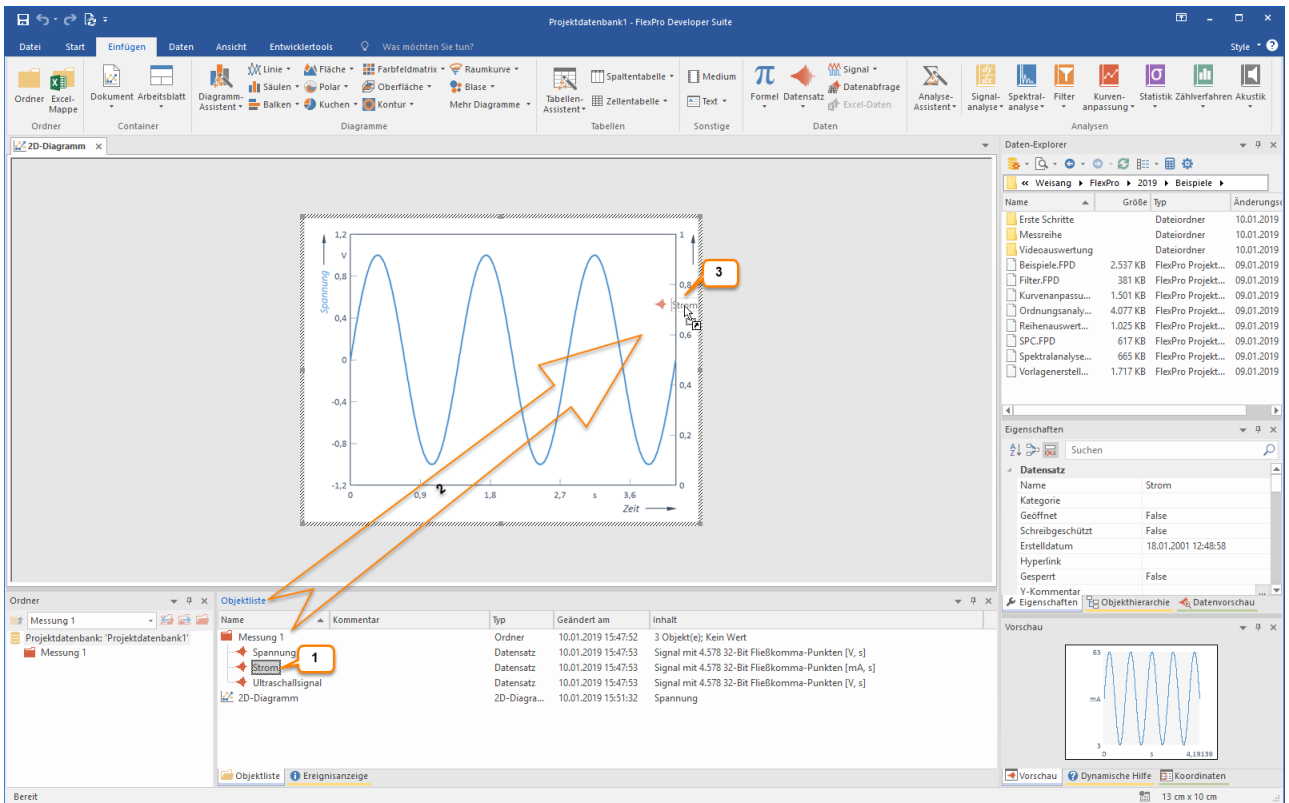 Projektdatenbank1 - FlexPro Developer Suite
Datei Start Einfügen Daten Ansicht Entwicklertools Was möchten Sie tun? Style
Ordner Excel-Mappe
Ordner
Dokument Arbeitsblatt
Container
Diagramm-Assistent
Linie Fläche Farbfeldmatrix Raumkurve
Säulen Polar Oberfläche Blase
Balken Kuchen Kontur Mehr Diagramme
Diagramme
Tabellen-Assistent
Spaltentabelle
Zellentabelle
Tabellen
Medium
Text
Sonstige
Formel Datensatz
Signal
Datenabfrage
Excel-Daten
Daten
Analyse-Assistent
Signal-analyse Spektral-analyse Filter Kurven-anpassung Statistik Zählverfahren Akustik
Analysen
2D-Diagramm
1,2
V
0,8
0,4
0
-0,4
-0,8
-1,2
Spannung
0 0,9 1,8 2,7 s 3,6
Zeit
1
0,8
0,6
0,4
0,2
0
Strom
3
2
1
Daten-Explorer
« Weisang FlexPro 2019 Beispiele
Name Größe Typ Änderungs
Erste Schritte Dateiordner 10.01.2019
Messreihe Dateiordner 10.01.2019
Videoauswertung Dateiordner 10.01.2019
Beispiele.FPD 2.537 KB FlexPro Projekt... 09.01.2019
Filter.FPD 381 KB FlexPro Projekt... 09.01.2019
Kurvenanpassu... 1.501 KB FlexPro Projekt... 09.01.2019
Ordnungsanaly... 4.077 KB FlexPro Projekt... 09.01.2019
Reihenauswert... 1.025 KB FlexPro Projekt... 09.01.2019
SPC.FPD 617 KB FlexPro Projekt... 09.01.2019
Spektralanalyse... 665 KB FlexPro Projekt... 09.01.2019
Vorlagenerstell... 1.717 KB FlexPro Projekt... 09.01.2019
Eigenschaften
Suchen
Datensatz
Name Strom
Kategorie
Geöffnet False
Schreibgeschützt False
Erstelldatum 18.01.2001 12:48:58
Hyperlink
Gesperrt False
Y-Kommentar ...
Eigenschaften Objekthierarchie Datenvorschau
Ordner
Messung 1
Projektdatenbank: 'Projektdatenbank1'
Messung 1
Objektliste
Name Kommentar Typ Geändert am Inhalt
Messung 1 Ordner 10.01.2019 15:47:52 3 Objekt(e); Kein Wert
Spannung Datensatz 10.01.2019 15:47:53 Signal mit 4.578 32-Bit Fließkomma-Punkten [V, s]
Strom Datensatz 10.01.2019 15:47:53 Signal mit 4.578 32-Bit Fließkomma-Punkten [mA, s]
Ultraschallsignal Datensatz 10.01.2019 15:47:53 Signal mit 4.578 32-Bit Fließkomma-Punkten [V, s]
2D-Diagramm 2D-Diagra... 10.01.2019 15:51:32 Spannung
Objektliste Ereignisanzeige
Vorschau
63
mA
3
0 s 4,19139
Vorschau Dynamische Hilfe Koordinaten
Bereit
13 cm x 10 cm